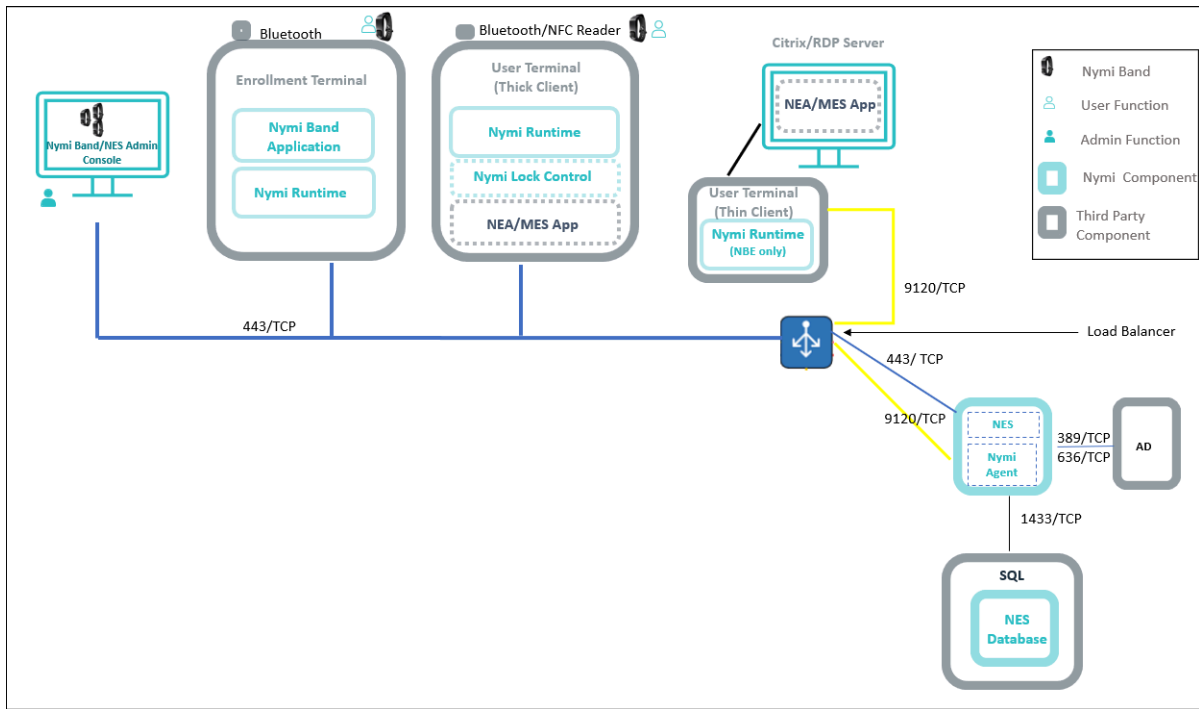 Bluetooth
Bluetooth/NFC Reader
Citrix/RDP Server
Enrollment Terminal
Nymi Band
Application
Nymi Runtime
User Terminal
(Thick Client)
Nymi Runtime
Nymi Lock Control
NEA/MES App
NEA/MES App
Nymi Band/NES Admin
Console
User Terminal
(Thin Client)
Nymi Runtime
(NBE only)
Nymi Band
User Function
Admin Function
Nymi Component
Third Party
Component
9120/TCP
443/TCP
Load Balancer
443/ TCP
9120/TCP
NES
Nymi
Agent
389/TCP
636/TCP
AD
1433/TCP
SQL
NES
Database